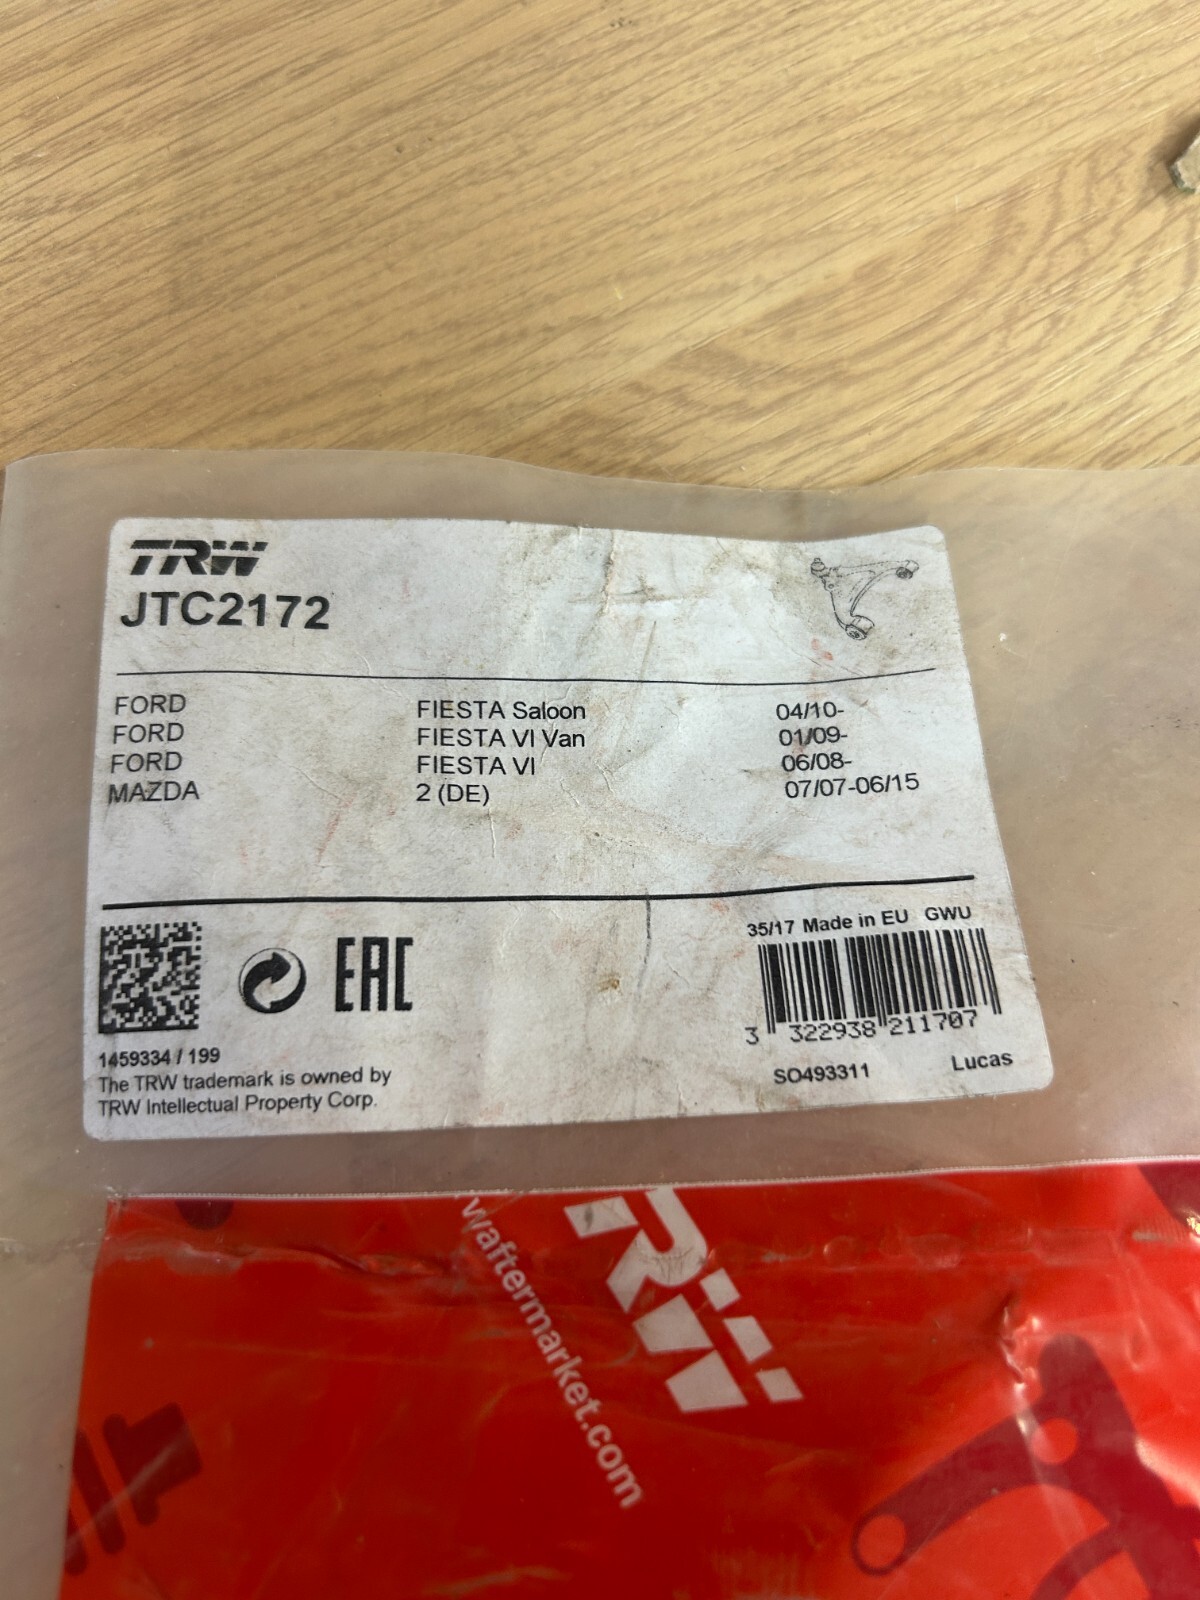 TRW
JTC2172
FORD FIESTA Saloon 04/10-
FORD FIESTA VI Van 01/09-
FORD FIESTA VI 06/08-
MAZDA 2 (DE) 07/07-06/15
35/17 Made in EU GWU
EAC
3 322938 211707
1459334 / 199
The TRW trademark is owned by
TRW Intellectual Property Corp.
SO493311 Lucas
TRW
trwaftermarket.com